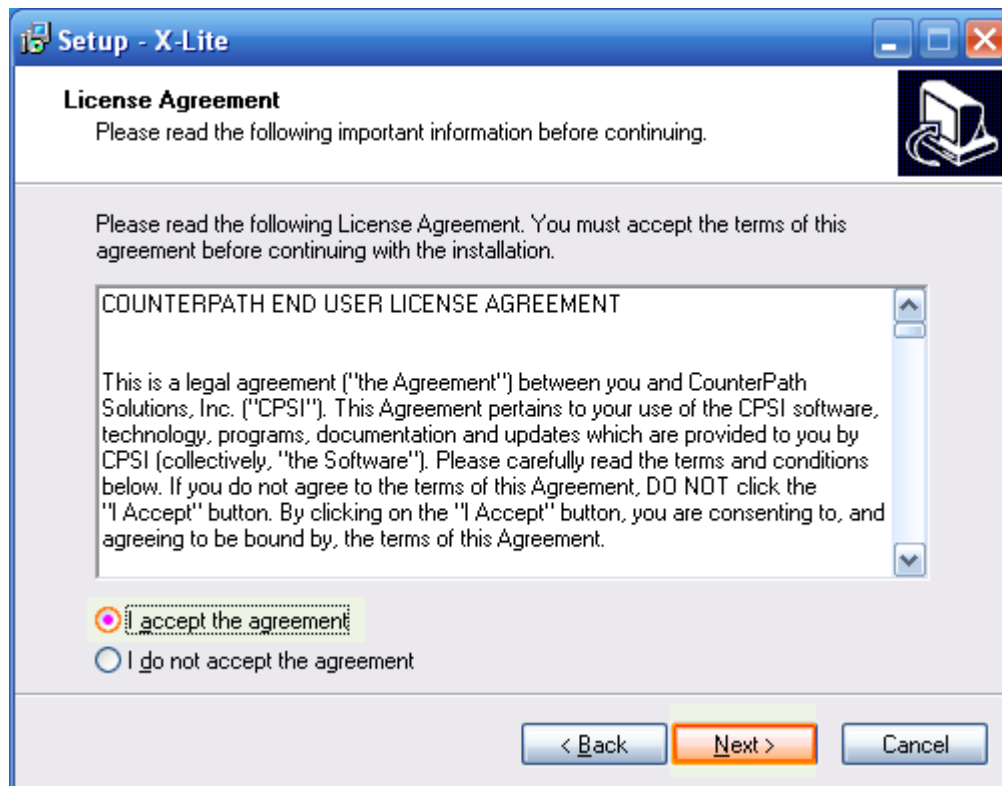 Setup - X-Lite
License Agreement
Please read the following important information before continuing.
Please read the following License Agreement. You must accept the terms of this
agreement before continuing with the installation.
COUNTERPATH END USER LICENSE AGREEMENT
This is a legal agreement ("the Agreement") between you and CounterPath
Solutions, Inc. ("CPSI"). This Agreement pertains to your use of the CPSI software,
technology, programs, documentation and updates which are provided to you by
CPSI (collectively, "the Software"). Please carefully read the terms and conditions
below. If you do not agree to the terms of this Agreement, DO NOT click the
"I Accept" button. By clicking on the "I Accept" button, you are consenting to, and
agreeing to be bound by, the terms of this Agreement.
I accept the agreement
I do not accept the agreement
< Back
Next >
Cancel